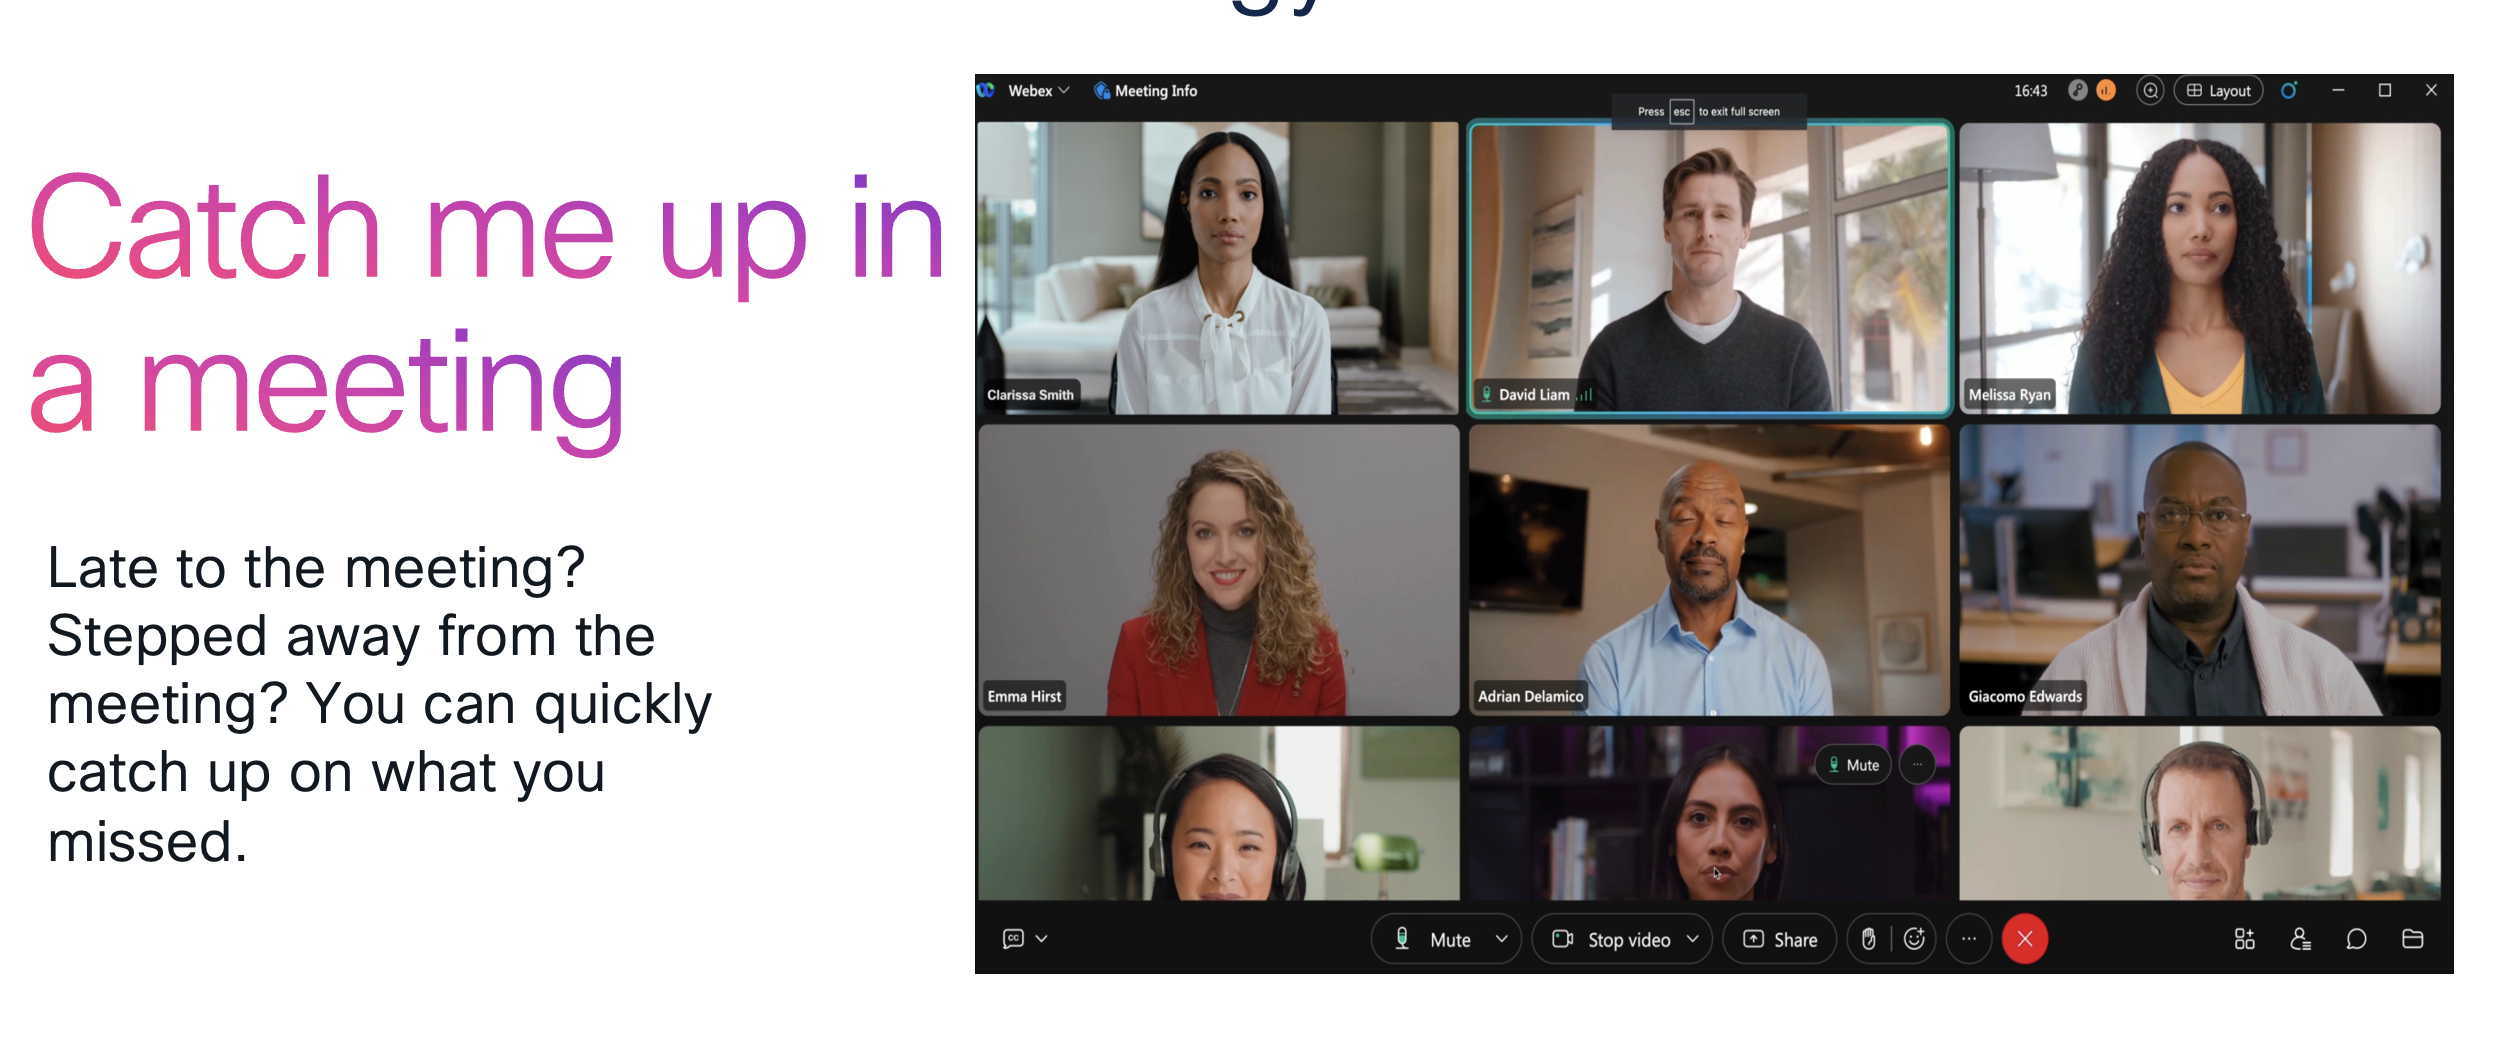 Catch me up in
a meeting
Late to the meeting?
Stepped away from the
meeting? You can quickly
catch up on what you
missed.
Webex
Meeting Info
Press esc to exit full screen
16:43
Layout
Clarissa Smith
David Liam
Melissa Ryan
Emma Hirst
Adrian Delamico
Giacomo Edwards
Mute
CC
Mute
Stop video
Share